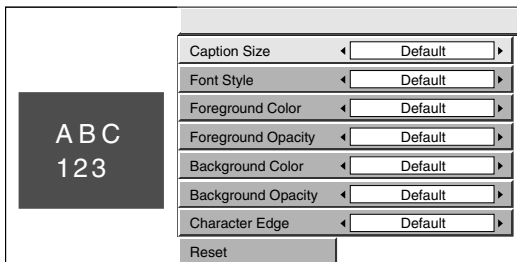 ABC
123
Caption Size Default
Font Style Default
Foreground Color Default
Foreground Opacity Default
Background Color Default
Background Opacity Default
Character Edge Default
Reset